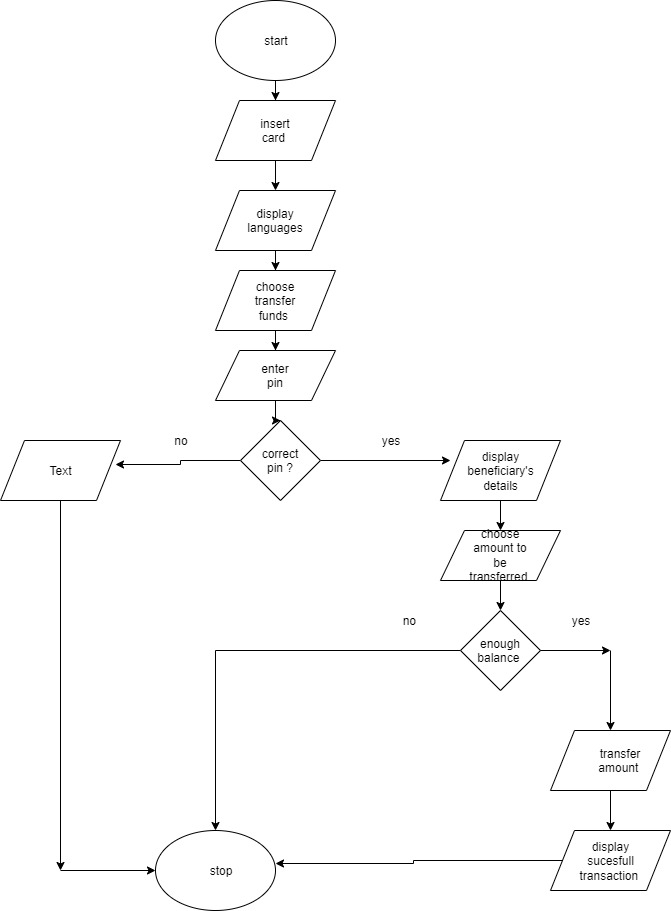 start
insert
card
display
languages
choose
transfer
funds
enter
pin
correct
pin ?
no
yes
Text
display
beneficiary's
details
choose
amount to
be
transferred
enough
balance
no
yes
transfer
amount
display
sucesfull
transaction
stop